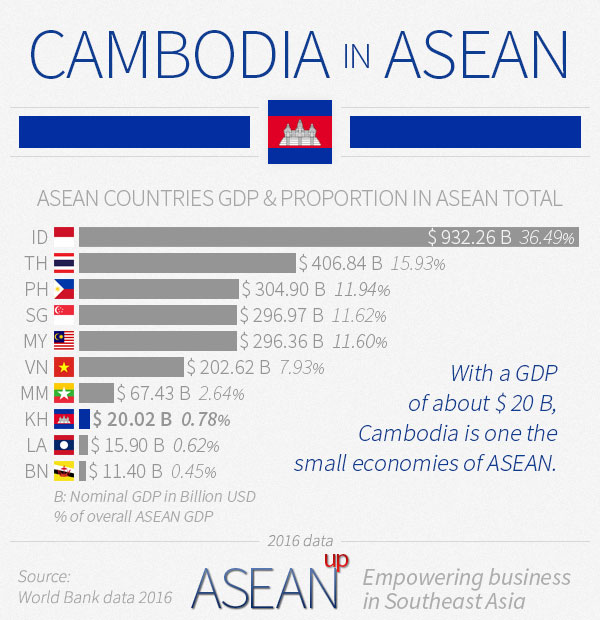 CAMBODIA IN ASEAN
ASEAN COUNTRIES GDP & PROPORTION IN ASEAN TOTAL
ID $ 932.26 B 36.49%
TH $ 406.84 B 15.93%
PH $ 304.90 B 11.94%
SG $ 296.97 B 11.62%
MY $ 296.36 B 11.60%
VN $ 202.62 B 7.93%
MM $ 67.43 B 2.64%
KH $ 20.02 B 0.78%
LA $ 15.90 B 0.62%
BN $ 11.40 B 0.45%
With a GDP
of about $ 20 B,
Cambodia is one the
small economies of ASEAN.
B: Nominal GDP in Billion USD
% of overall ASEAN GDP
2016 data
Source:
World Bank data 2016
ASEAN up
Empowering business
in Southeast Asia